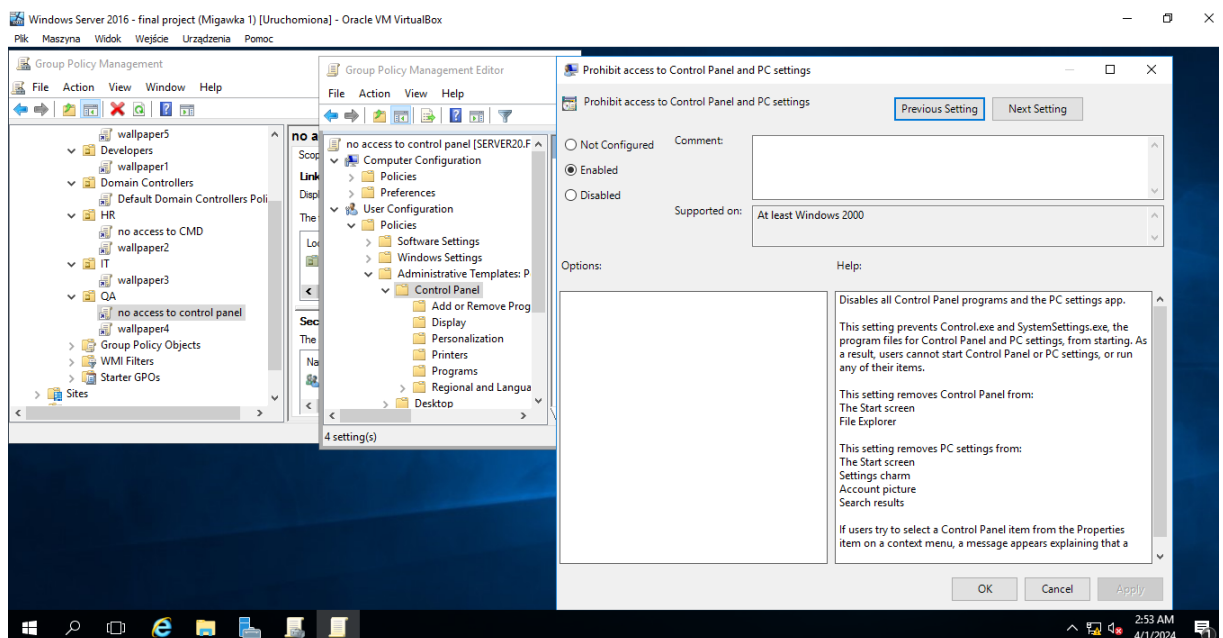 Windows Server 2016 - final project (Migawka 1) [Uruchomiona] - Oracle VM VirtualBox
Plik Maszyna Widok Wejście Urządzenia Pomoc
Group Policy Management
File Action View Window Help
wallpaper5
Developers
wallpaper1
Domain Controllers
Default Domain Controllers Poli
HR
no access to CMD
wallpaper2
IT
wallpaper3
QA
no access to control panel
wallpaper4
Group Policy Objects
WMI Filters
Starter GPOs
Sites
no a
Scop
Link
Displ
The
Lo
Sec
The
Na
Group Policy Management Editor
File Action View Help
no access to control panel [SERVER20.F
Computer Configuration
Policies
Preferences
User Configuration
Policies
Software Settings
Windows Settings
Administrative Templates: P
Control Panel
Add or Remove Prog
Display
Personalization
Printers
Programs
Regional and Langua
Desktop
4 setting(s)
Prohibit access to Control Panel and PC settings
Prohibit access to Control Panel and PC settings
Previous Setting Next Setting
Not Configured
Enabled
Disabled
Comment:
Supported on:
At least Windows 2000
Options:
Help:
Disables all Control Panel programs and the PC settings app.
This setting prevents Control.exe and SystemSettings.exe, the
program files for Control Panel and PC settings, from starting. As
a result, users cannot start Control Panel or PC settings, or run
any of their items.
This setting removes Control Panel from:
The Start screen
File Explorer
This setting removes PC settings from:
The Start screen
Settings charm
Account picture
Search results
If users try to select a Control Panel item from the Properties
item on a context menu, a message appears explaining that a
OK Cancel Apply
2:53 AM
4/1/2024